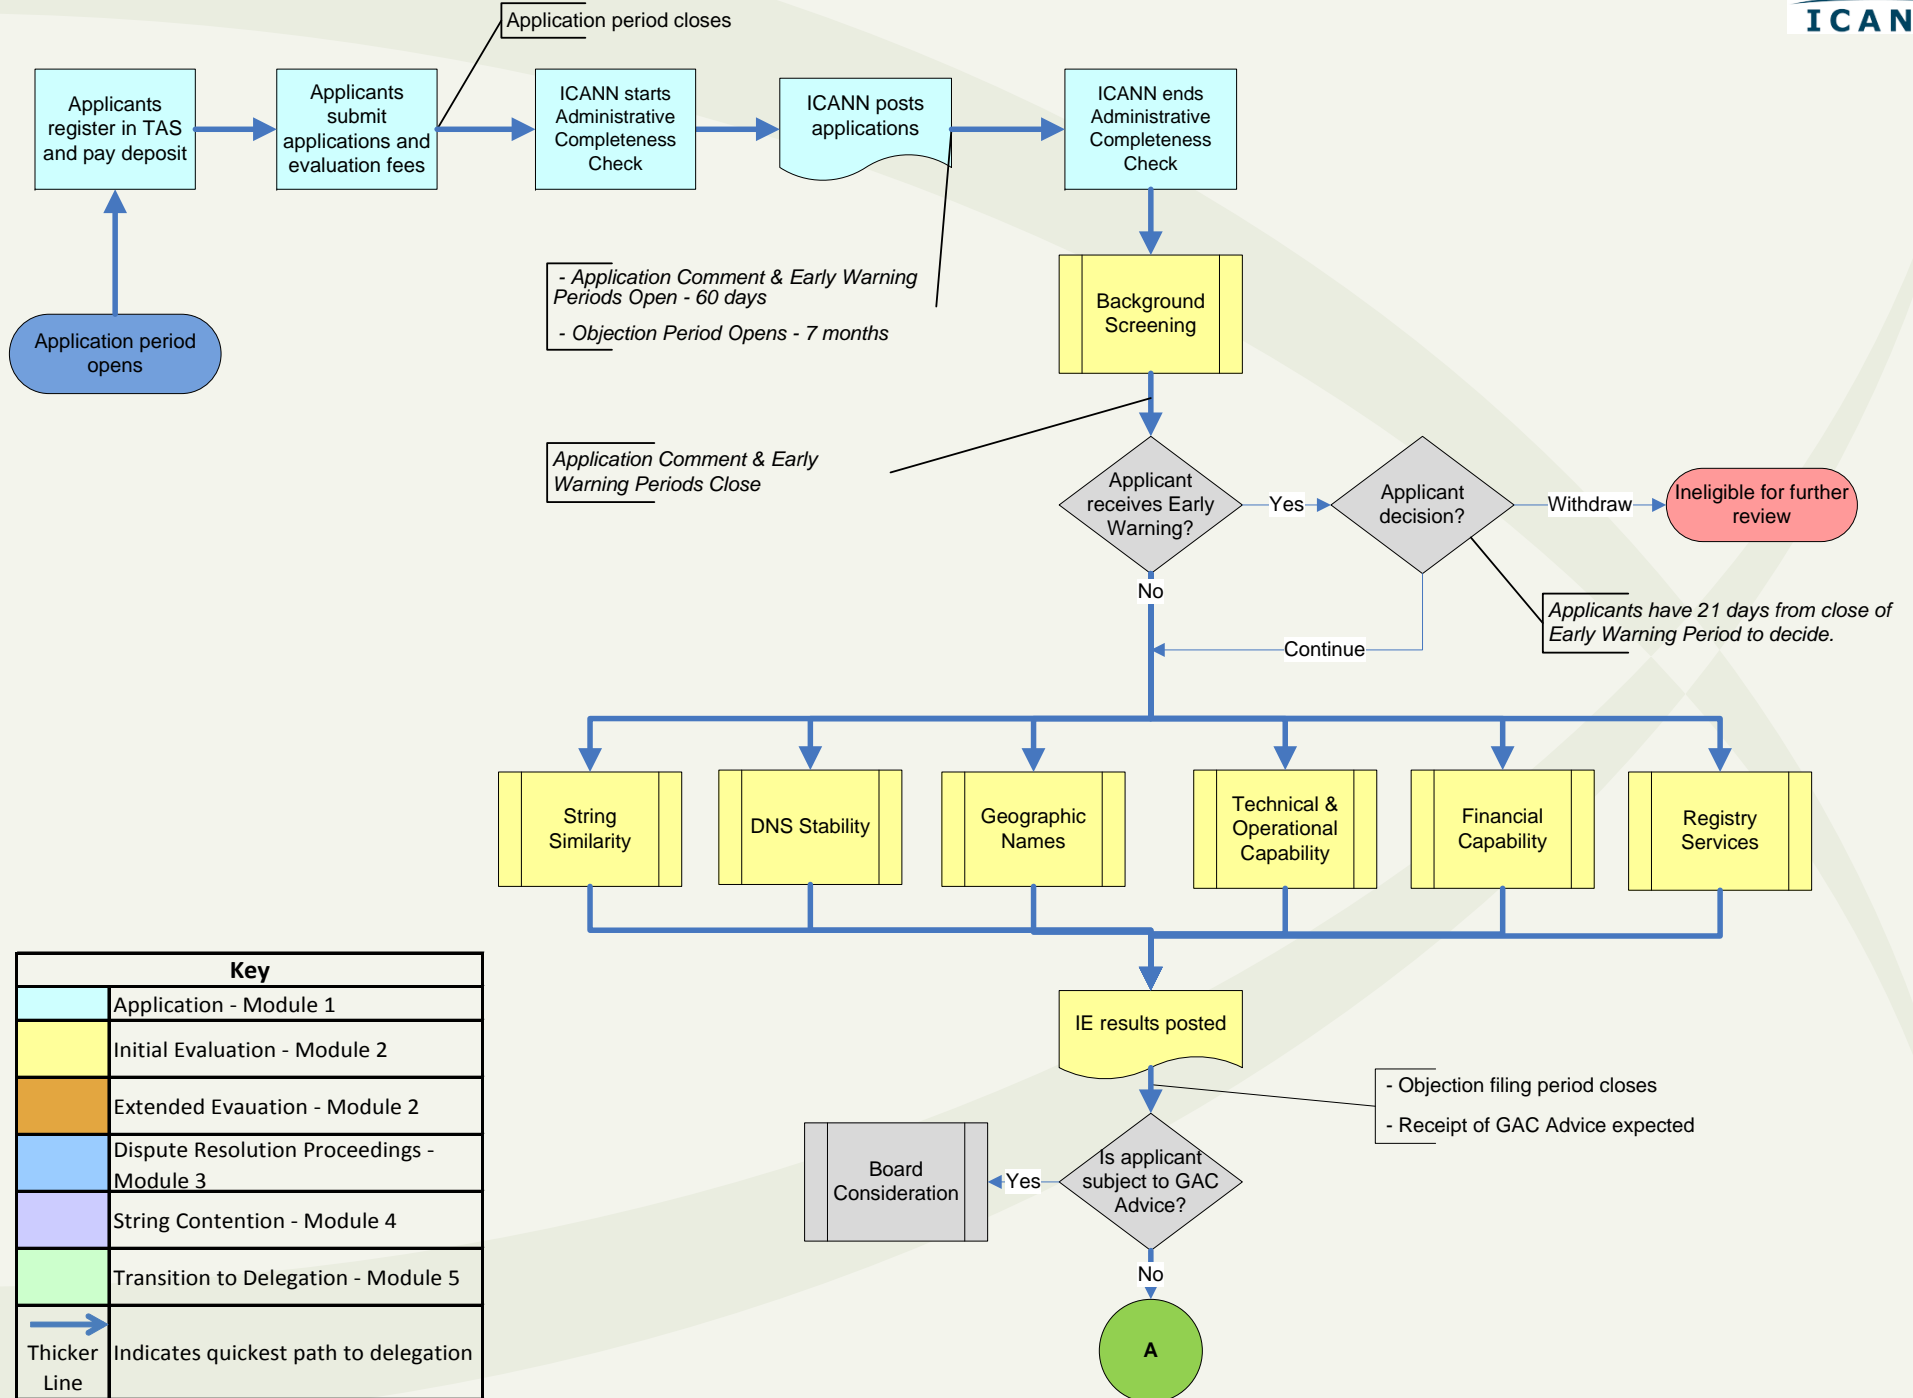 Application period closes
ICAN
Applicants
register in TAS
and pay deposit
Applicants
submit
applications and
evaluation fees
ICANN starts
Administrative
Completeness
Check
ICANN posts
applications
ICANN ends
Administrative
Completeness
Check
- Application Comment & Early Warning
Periods Open - 60 days
- Objection Period Opens - 7 months
Background
Screening
Application period
opens
Application Comment & Early
Warning Periods Close
Applicant
receives Early
Warning?
Yes
Applicant
decision?
Withdraw
Ineligible for further
review
No
Applicants have 21 days from close of
Early Warning Period to decide.
Continue
String
Similarity
DNS Stability
Geographic
Names
Technical &
Operational
Capability
Financial
Capability
Registry
Services
IE results posted
- Objection filing period closes
- Receipt of GAC Advice expected
Board
Consideration
Yes
Is applicant
subject to GAC
Advice?
No
A
Key
Application - Module 1
Initial Evaluation - Module 2
Extended Evauation - Module 2
Dispute Resolution Proceedings -
Module 3
String Contention - Module 4
Transition to Delegation - Module 5
Thicker
Line
Indicates quickest path to delegation